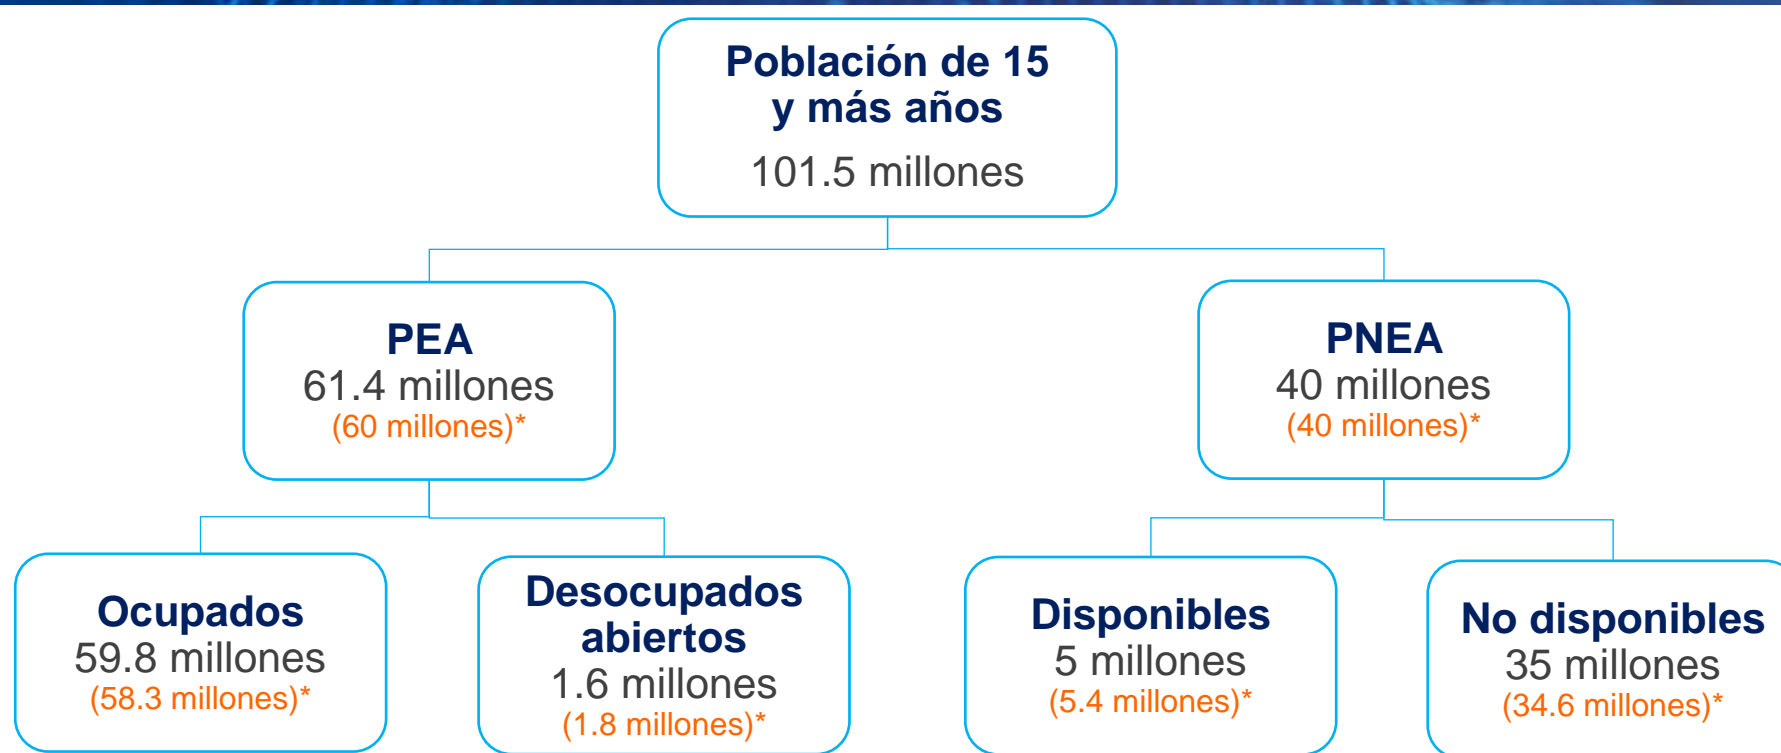 Población de 15
y más años
101.5 millones
PEA
61.4 millones
(60 millones)*
PNEA
40 millones
(40 millones)*
Ocupados
59.8 millones
(58.3 millones)*
Desocupados
abiertos
1.6 millones
(1.8 millones)*
Disponibles
5 millones
(5.4 millones)*
No disponibles
35 millones
(34.6 millones)*